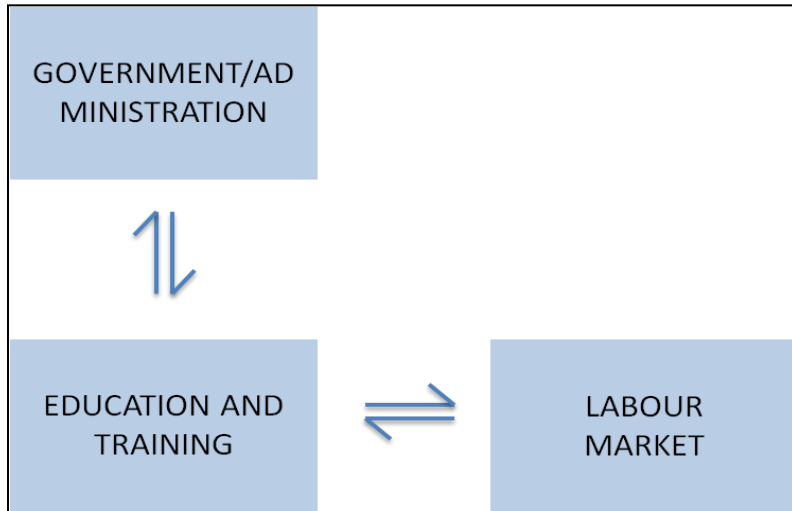 GOVERNMENT/AD
MINISTRATION
EDUCATION AND
TRAINING
LABOUR
MARKET